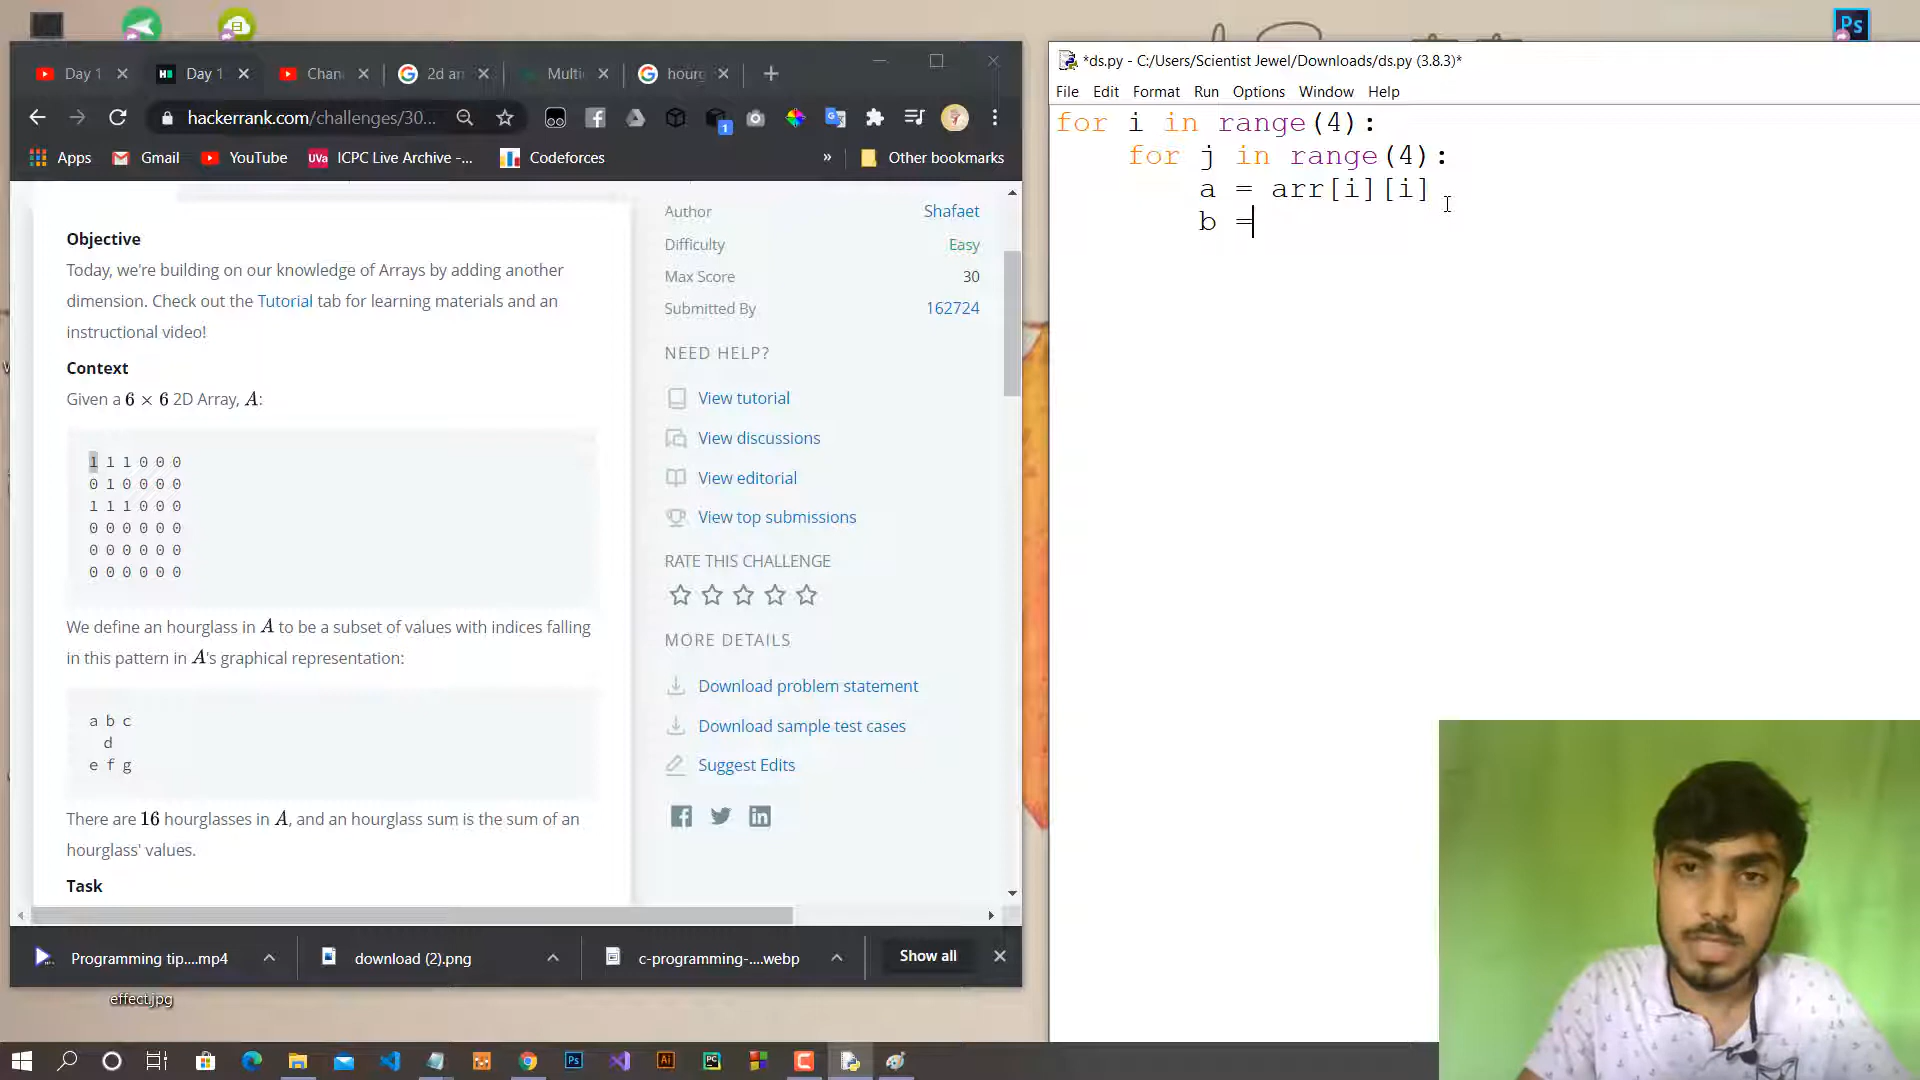 Ps
Day 1
Day 1
Chan
2d an
Multi
hourg
hackerrank.com/challenges/30...
1
Apps
Gmail
YouTube
UVa ICPC Live Archive -...
Codeforces
»
Other bookmarks
Objective
Today, we're building on our knowledge of Arrays by adding another
dimension. Check out the Tutorial tab for learning materials and an
instructional video!
Context
Given a 6 × 6 2D Array, A:
1 1 1 0 0 0
0 1 0 0 0 0
1 1 1 0 0 0
0 0 0 0 0 0
0 0 0 0 0 0
0 0 0 0 0 0
We define an hourglass in A to be a subset of values with indices falling
in this pattern in A's graphical representation:
a b c
d
e f g
There are 16 hourglasses in A, and an hourglass sum is the sum of an
hourglass' values.
Task
Author Shafaet
Difficulty Easy
Max Score 30
Submitted By 162724
NEED HELP?
View tutorial
View discussions
View editorial
View top submissions
RATE THIS CHALLENGE
MORE DETAILS
Download problem statement
Download sample test cases
Suggest Edits
Programming tip....mp4
download (2).png
c-programming-....webp
Show all
effect.jpg
*ds.py - C:/Users/Scientist Jewel/Downloads/ds.py (3.8.3)*
File Edit Format Run Options Window Help
for i in range(4):
for j in range(4):
a = arr[i][i]
b =
Ps
Ai
PC